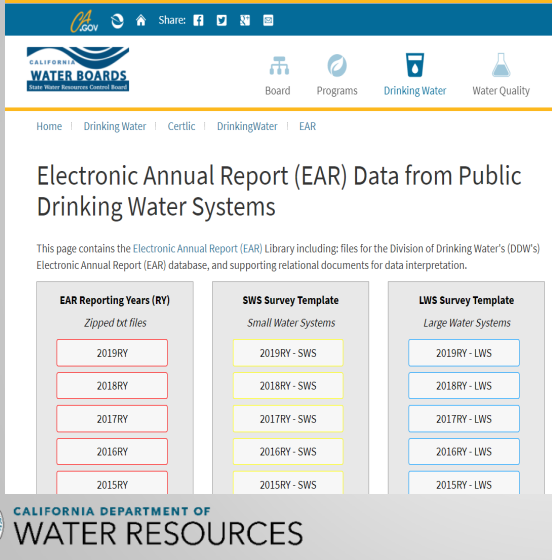 CA.GOV
Share:
CALIFORNIA
WATER BOARDS
State Water Resources Control Board
Board Programs Drinking Water Water Quality
Home | Drinking Water | Certlic | DrinkingWater | EAR
Electronic Annual Report (EAR) Data from Public
Drinking Water Systems
This page contains the Electronic Annual Report (EAR) Library including: files for the Division of Drinking Water's (DDW's)
Electronic Annual Report (EAR) database, and supporting relational documents for data interpretation.
EAR Reporting Years (RY)
Zipped txt files
2019RY
2018RY
2017RY
2016RY
2015RY
SWS Survey Template
Small Water Systems
2019RY - SWS
2018RY - SWS
2017RY - SWS
2016RY - SWS
2015RY - SWS
LWS Survey Template
Large Water Systems
2019RY - LWS
2018RY - LWS
2017RY - LWS
2016RY - LWS
2015RY - LWS
CALIFORNIA DEPARTMENT OF
WATER RESOURCES